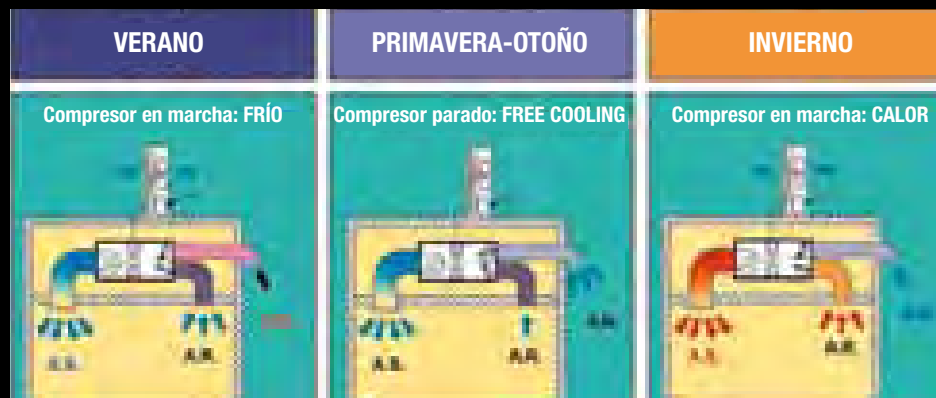 VERANO
PRIMAVERA-OTOÑO
INVIERNO
Compresor en marcha: FRÍO
Compresor parado: FREE COOLING
Compresor en marcha: CALOR
A.R.
A.S.
A.R.
A.S.
A.R.